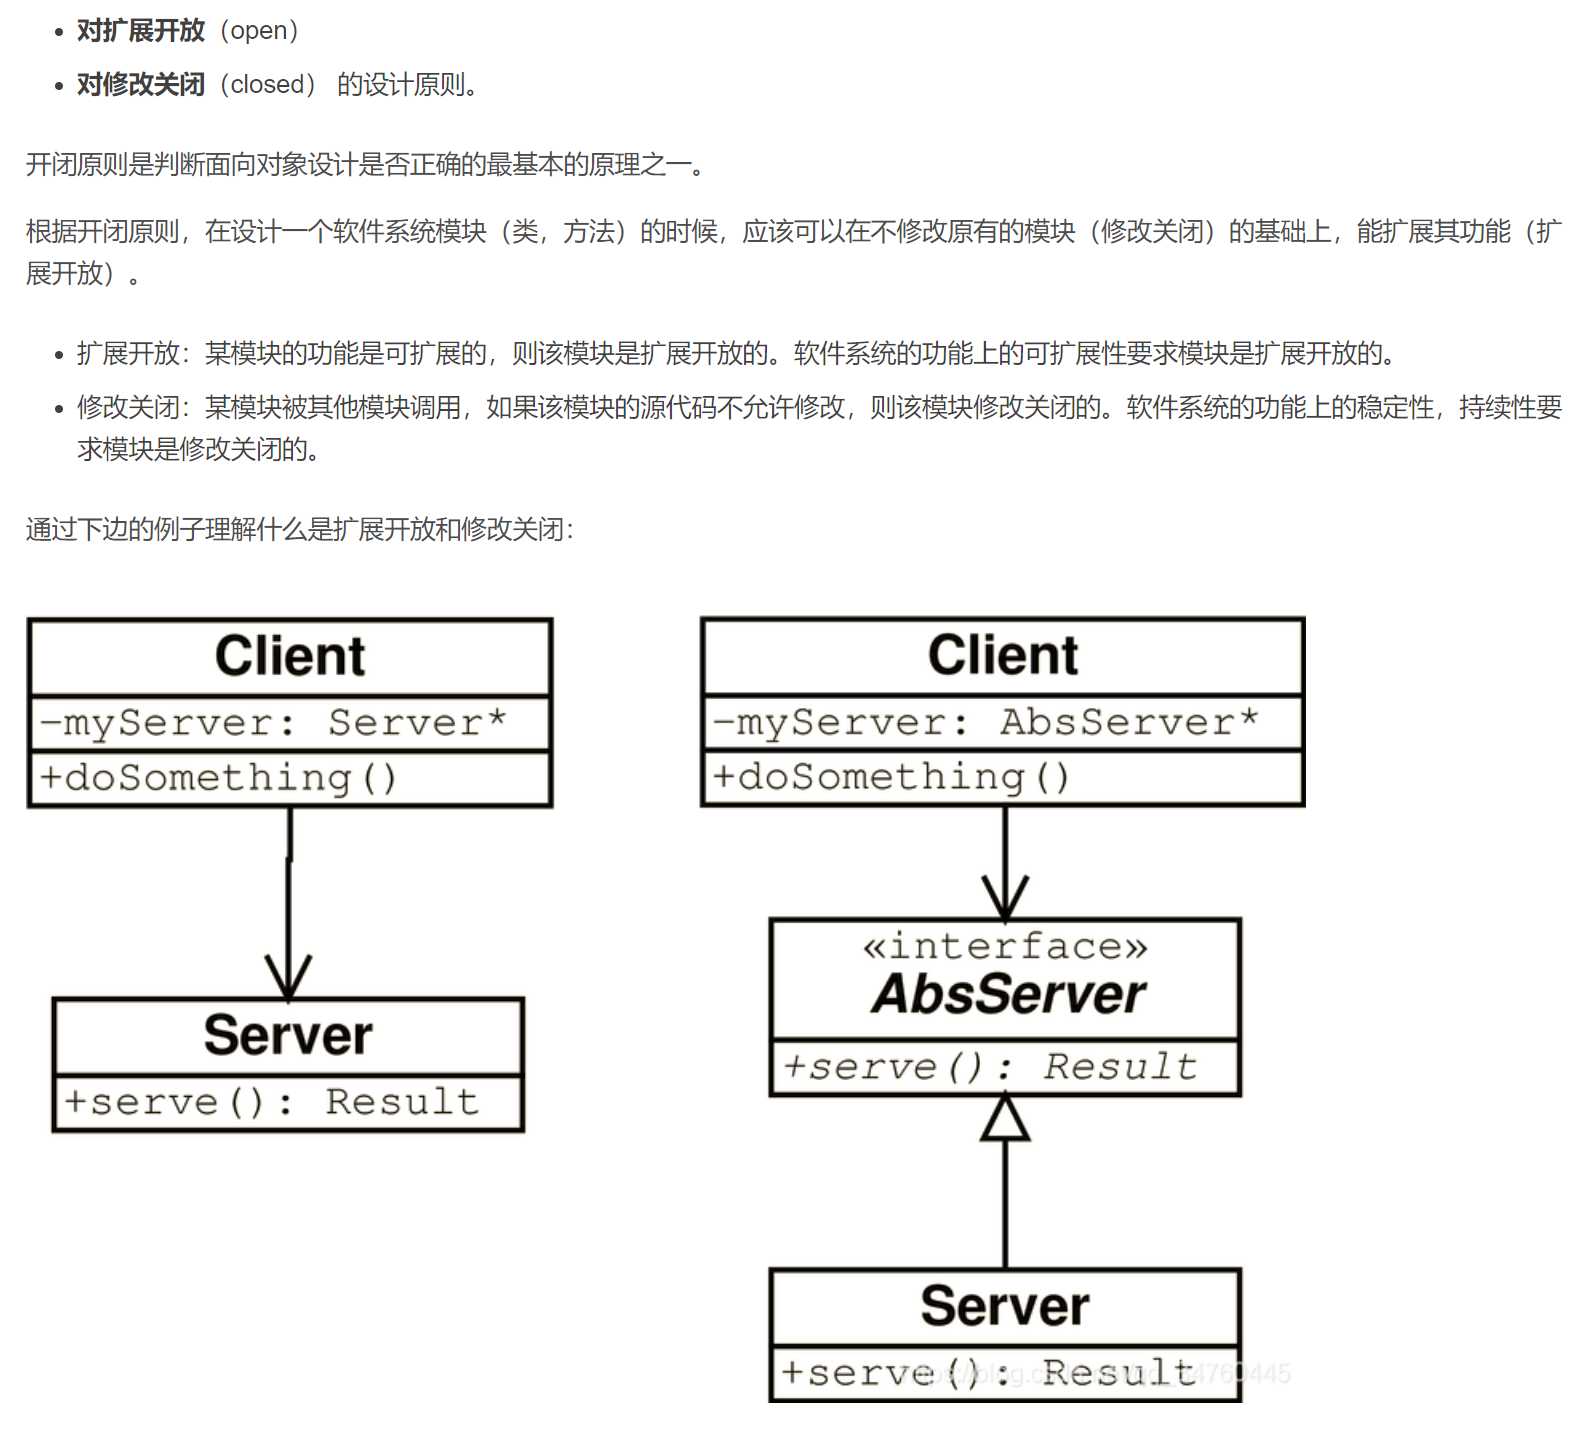 对扩展开放（open）
对修改关闭（closed） 的设计原则。
开闭原则是判断面向对象设计是否正确的最基本的原理之一。
根据开闭原则，在设计一个软件系统模块（类，方法）的时候，应该可以在不修改原有的模块（修改关闭）的基础上，能扩展其功能（扩
展开放）。
扩展开放：某模块的功能是可扩展的，则该模块是扩展开放的。软件系统的功能上的可扩展性要求模块是扩展开放的。
修改关闭：某模块被其他模块调用，如果该模块的源代码不允许修改，则该模块修改关闭的。软件系统的功能上的稳定性，持续性要
求模块是修改关闭的。
通过下边的例子理解什么是扩展开放和修改关闭：
Client
-myServer: Server*
+doSomething()
Server
+serve(): Result
Client
-myServer: AbsServer*
+doSomething()
«interface»
AbsServer
+serve(): Result
Server
+serve(): Result